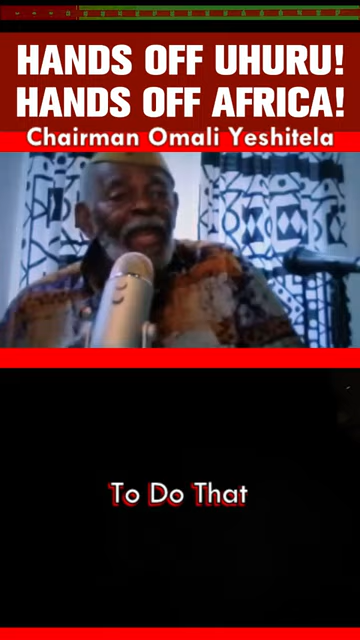 HANDS OFF UHURU!
HANDS OFF AFRICA!
Chairman Omali Yeshitela
To Do That